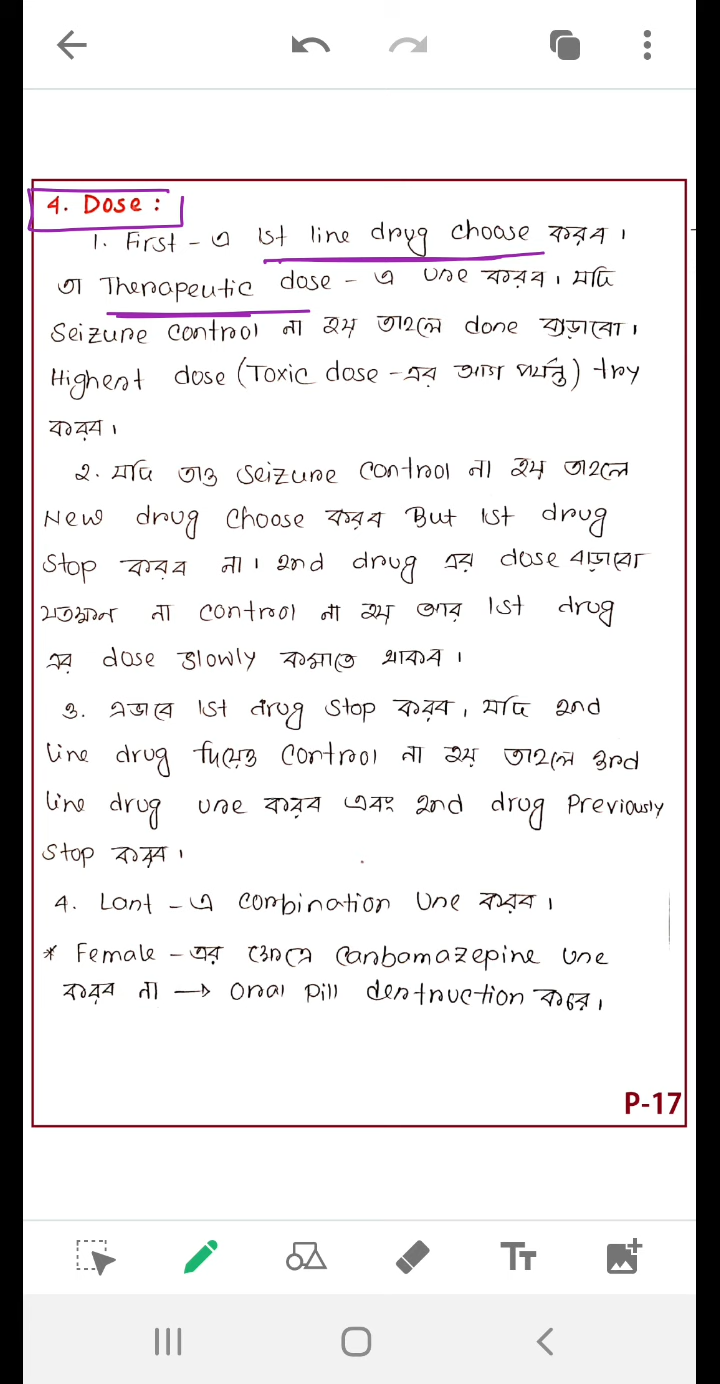 4. Dose :
1. First - এ 1st line drug choose করব।
তা Therapeutic dose - এ use করব। যদি
Seizure control না হয় তাহলে dose বাড়াবো।
Highest dose (Toxic dose - এর আগ পর্যন্ত) try
করব।
২. যদি তাও Seizure control না হয় তাহলে
New drug choose করব But 1st drug
Stop করব না। 2nd drug এর dose বাড়াবো
যতক্ষন না control না হয় আর 1st drug
এর dose slowly কমাতে থাকব।
৩. এভাবে 1st drug stop করব, যদি 2nd
line drug দিয়েও control না হয় তাহলে 3rd
line drug use করব এবং 2nd drug Previously
Stop করব।
4. Last - এ combination use করব।
* Female - এর ক্ষেত্রে Carbamazepine use
করব না → Oral pill destruction করে।
P-17
TT